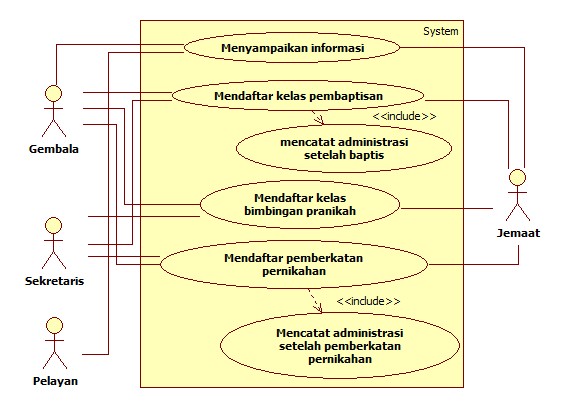 System
Menyampaikan informasi
Mendaftar kelas pembaptisan
<<include>>
mencatat administrasi
setelah baptis
Gembala
Mendaftar kelas
bimbingan pranikah
Jemaat
Mendaftar pemberkatan
pernikahan
Sekretaris
<<include>>
Mencatat administrasi
setelah pemberkatan
pernikahan
Pelayan